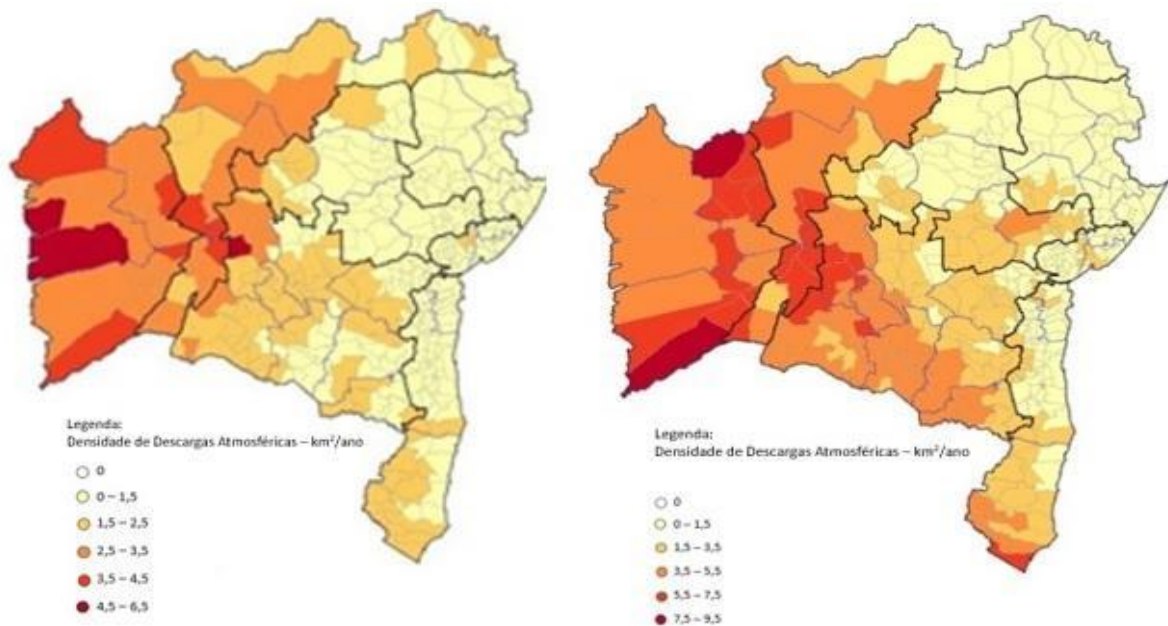 Legenda:
Densidade de Descargas Atmosféricas – km²/ano
0
0 – 1,5
1,5 – 2,5
2,5 – 3,5
3,5 – 4,5
4,5 – 6,5
Legenda:
Densidade de Descargas Atmosféricas – km²/ano
0
0 – 1,5
1,5 – 3,5
3,5 – 5,5
5,5 – 7,5
7,5 – 9,5